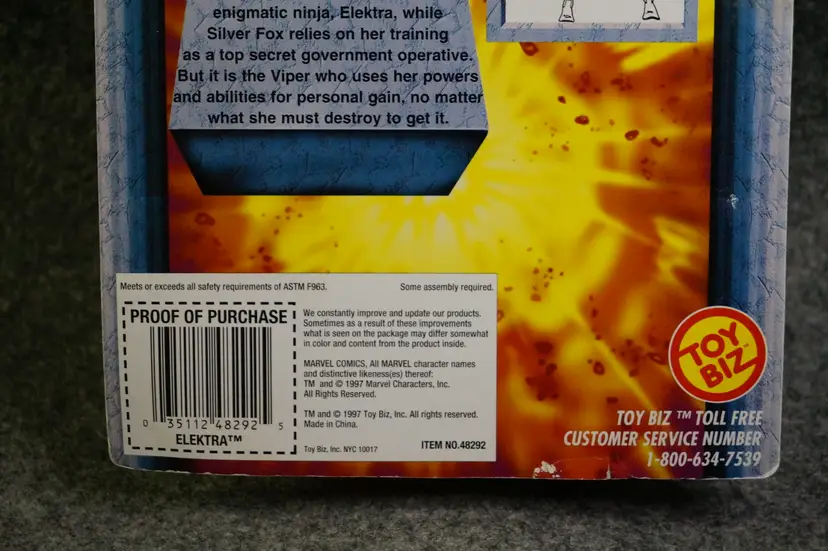 enigmatic ninja, Elektra, while
Silver Fox relies on her training
as a top secret government operative.
But it is the Viper who uses her powers
and abilities for personal gain, no matter
what she must destroy to get it.
Meets or exceeds all safety requirements of ASTM F963.
Some assembly required.
PROOF OF PURCHASE
0 35112 48292 5
ELEKTRA™
We constantly improve and update our products.
Sometimes as a result of these improvements
what is seen on the package may differ somewhat
in color and content from the product inside.
MARVEL COMICS, All MARVEL character names
and distinctive likeness(es) thereof:
TM and © 1997 Marvel Characters, Inc.
All Rights Reserved.
TM and © 1997 Toy Biz, Inc. All rights reserved.
Made in China.
Toy Biz, Inc. NYC 10017
ITEM NO.48292
TOY
BIZ™
TOY BIZ ™ TOLL FREE
CUSTOMER SERVICE NUMBER
1-800-634-7539